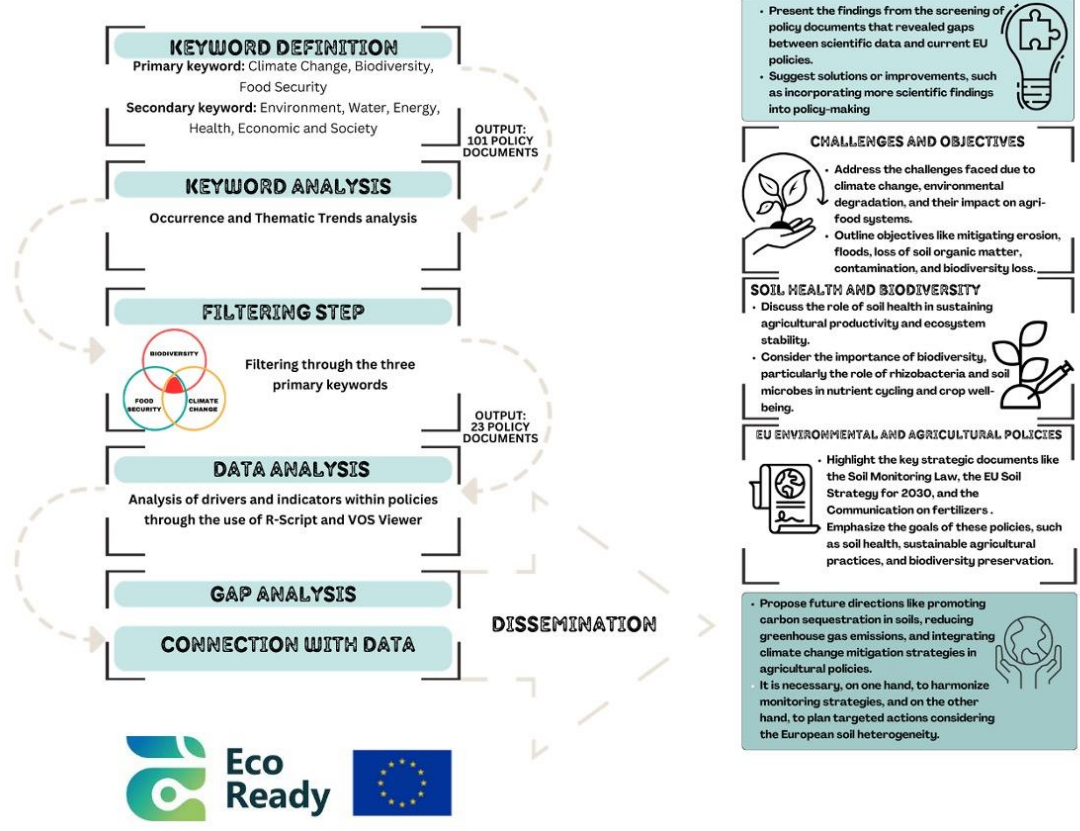 KEYWORD DEFINITION
Primary keyword: Climate Change, Biodiversity,
Food Security
Secondary keyword: Environment, Water, Energy,
Health, Economic and Society
OUTPUT:
101 POLICY
DOCUMENTS
KEYWORD ANALYSIS
Occurrence and Thematic Trends analysis
FILTERING STEP
BIODIVERSITY
FOOD
SECURITY
CLIMATE
CHANGE
Filtering through the three
primary keywords
OUTPUT:
23 POLICY
DOCUMENTS
DATA ANALYSIS
Analysis of drivers and indicators within policies
through the use of R-Script and VOS Viewer
GAP ANALYSIS
CONNECTION WITH DATA
DISSEMINATION
Eco
Ready
• Present the findings from the screening of
policy documents that revealed gaps
between scientific data and current EU
policies.
• Suggest solutions or improvements, such
as incorporating more scientific findings
into policy-making
CHALLENGES AND OBJECTIVES
• Address the challenges faced due to
climate change, environmental
degradation, and their impact on agri-
food systems.
• Outline objectives like mitigating erosion,
floods, loss of soil organic matter,
contamination, and biodiversity loss.
SOIL HEALTH AND BIODIVERSITY
• Discuss the role of soil health in sustaining
agricultural productivity and ecosystem
stability.
• Consider the importance of biodiversity,
particularly the role of rhizobacteria and soil
microbes in nutrient cycling and crop well-
being.
EU ENVIRONMENTAL AND AGRICULTURAL POLICIES
• Highlight the key strategic documents like
the Soil Monitoring Law, the EU Soil
Strategy for 2030, and the
Communication on fertilizers .
• Emphasize the goals of these policies, such
as soil health, sustainable agricultural
practices, and biodiversity preservation.
• Propose future directions like promoting
carbon sequestration in soils, reducing
greenhouse gas emissions, and integrating
climate change mitigation strategies in
agricultural policies.
• It is necessary, on one hand, to harmonize
monitoring strategies, and on the other
hand, to plan targeted actions considering
the European soil heterogeneity.